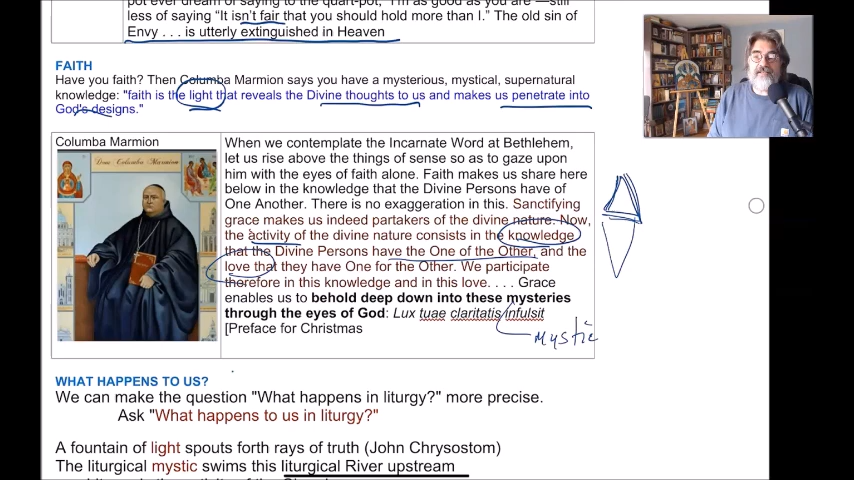 pot ever dream of saying to the quart-pot, "I'm as good as you are"—still
less of saying "It isn't fair that you should hold more than I." The old sin of
Envy . . . is utterly extinguished in Heaven
FAITH
Have you faith? Then Columba Marmion says you have a mysterious, mystical, supernatural
knowledge: "faith is the light that reveals the Divine thoughts to us and makes us penetrate into
God's designs."
Columba Marmion
Dom Columba Marmion
When we contemplate the Incarnate Word at Bethlehem,
let us rise above the things of sense so as to gaze upon
him with the eyes of faith alone. Faith makes us share here
below in the knowledge that the Divine Persons have of
One Another. There is no exaggeration in this. Sanctifying
grace makes us indeed partakers of the divine nature. Now,
the activity of the divine nature consists in the knowledge
that the Divine Persons have the One of the Other, and the
love that they have One for the Other. We participate
therefore in this knowledge and in this love. . . . Grace
enables us to behold deep down into these mysteries
through the eyes of God: Lux tuae claritatis infulsit
[Preface for Christmas
Mystic
WHAT HAPPENS TO US?
We can make the question "What happens in liturgy?" more precise.
Ask "What happens to us in liturgy?"
A fountain of light spouts forth rays of truth (John Chrysostom)
The liturgical mystic swims this liturgical River upstream